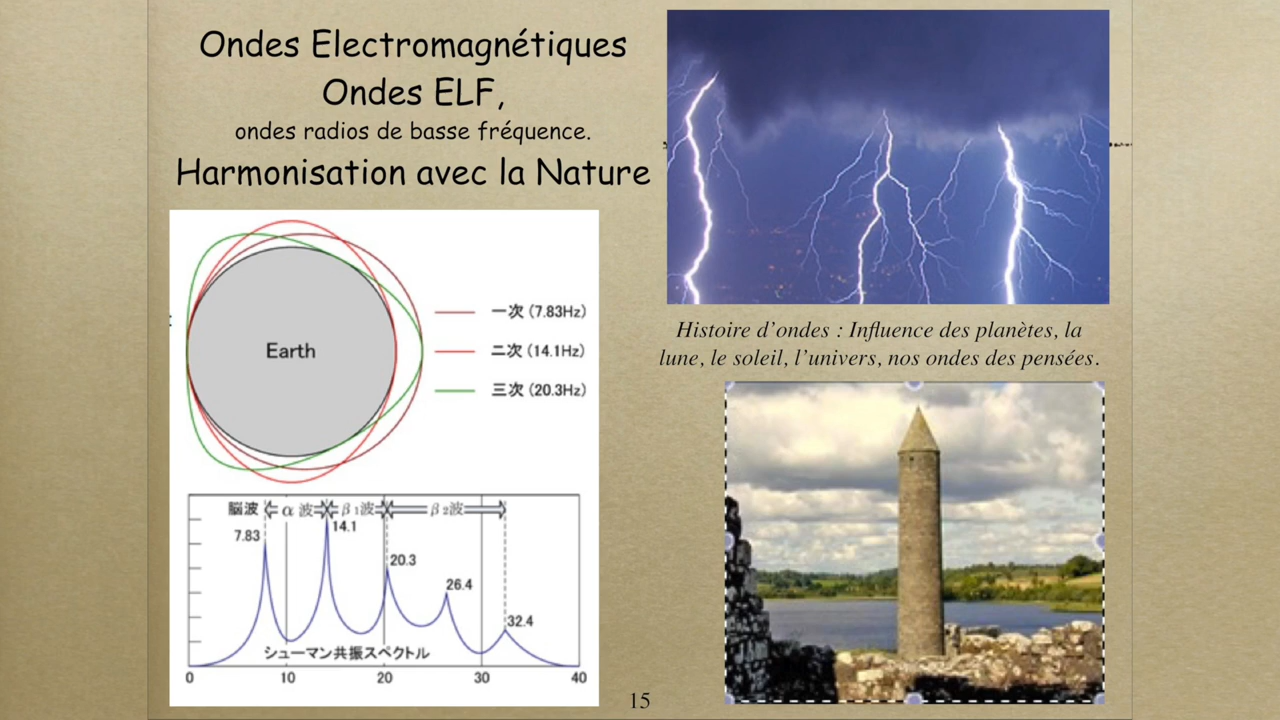 Ondes Electromagnétiques
Ondes ELF,
ondes radios de basse fréquence.
Harmonisation avec la Nature
Earth
一次 (7.83Hz)
二次 (14.1Hz)
三次 (20.3Hz)
脳波 α 波 β1波 β2波
7.83
14.1
20.3
26.4
32.4
シューマン共振スペクトル
0 10 20 30 40
Histoire d'ondes : Influence des planètes, la
lune, le soleil, l'univers, nos ondes des pensées.
15